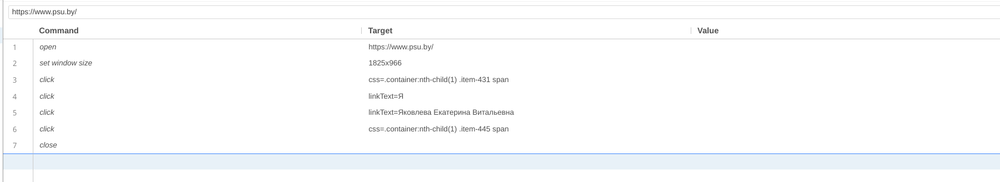 https://www.psu.by/
Command Target Value
1 open https://www.psu.by/
2 set window size 1825x966
3 click css=.container:nth-child(1) .item-431 span
4 click linkText=Я
5 click linkText=Яковлева Екатерина Витальевна
6 click css=.container:nth-child(1) .item-445 span
7 close